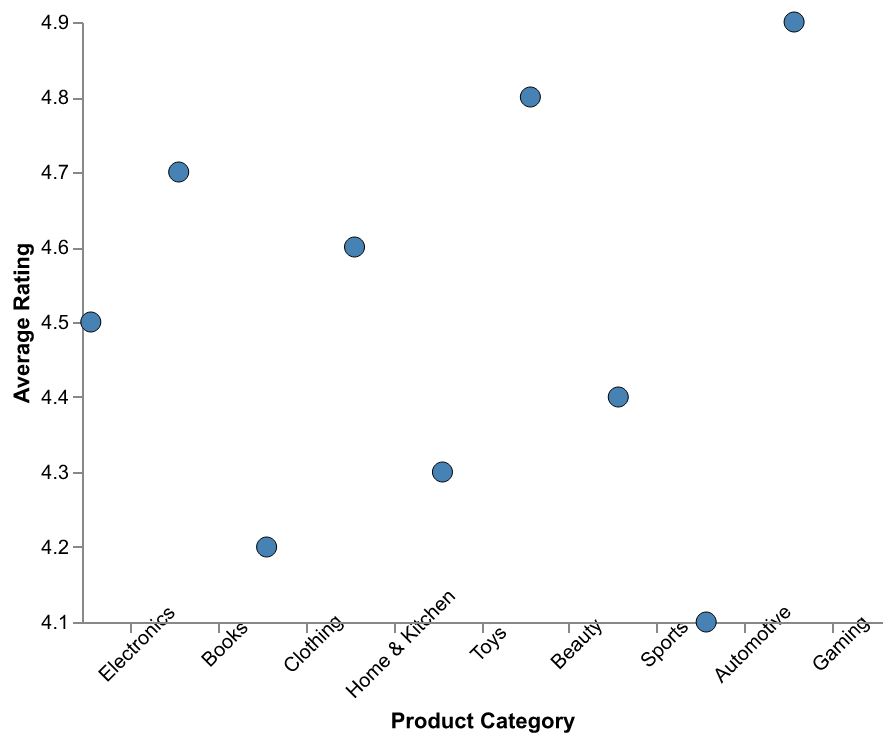 4.9
4.8
4.7
4.6
4.5
4.4
4.3
4.2
4.1
Average Rating
Electronics
Books
Clothing
Home & Kitchen
Toys
Beauty
Sports
Automotive
Gaming
Product Category